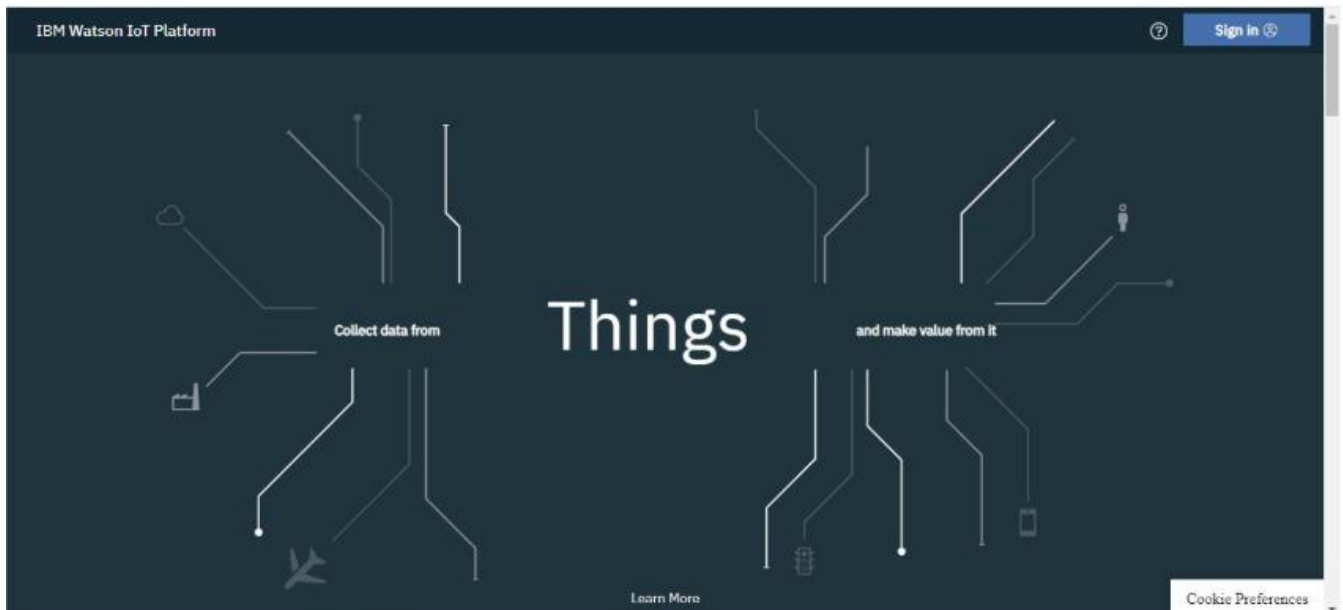 IBM Watson IoT Platform
Sign in
Collect data from
Things
and make value from it
Learn More
Cookie Preferences